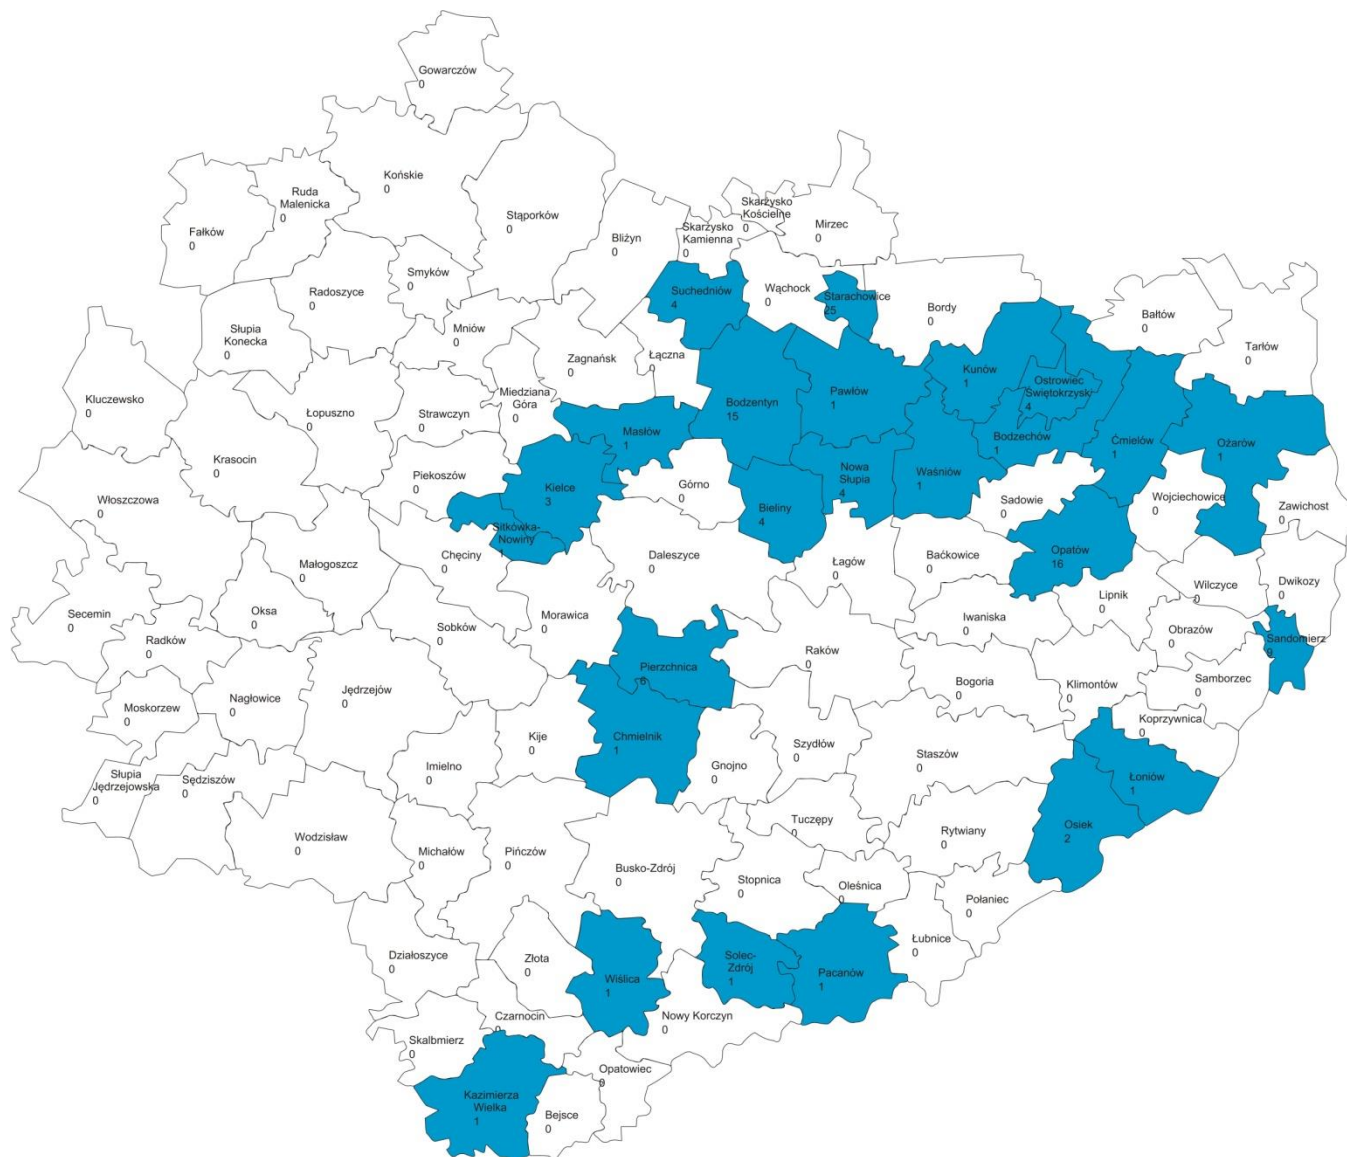 Gowarczów
0
Końskie
0
Ruda
Malenicka
0
Fałków
0
Stąporków
0
Skarżysko
Kościelne
0
Mirzec
0
Bliżyn
0
Skarżysko
Kamienna
0
Smyków
0
Radoszyce
0
Suchedniów
4
Wąchock
0
Starachowice
25
Bordy
0
Bałtów
0
Tarłów
0
Słupia
Konecka
0
Mniów
0
Zagnańsk
0
Łączna
0
Kluczewsko
0
Łopuszno
0
Strawczyn
0
Miedziana
Góra
0
Bodzentyn
15
Pawłów
1
Kunów
1
Ostrowiec
Świętokrzysk
4
Masłów
1
Bodzechów
1
Ćmielów
1
Ożarów
1
Krasocin
0
Piekoszów
0
Kielce
3
Górno
0
Nowa
Słupia
4
Waśniów
1
Sadowie
0
Wojciechowice
0
Zawichost
0
Włoszczowa
0
Bieliny
4
Sitkówka-
Nowiny
1
Małogoszcz
0
Chęciny
0
Daleszyce
0
Łagów
0
Baćkowice
0
Opatów
16
Wilczyce
0
Dwikozy
0
Secemin
0
Oksa
0
Radków
0
Sobków
0
Morawica
0
Iwaniska
0
Lipnik
0
Obrazów
0
Sandomierz
9
Pierzchnica
6
Raków
0
Bogoria
0
Klimontów
0
Samborzec
0
Moskorzew
0
Nagłowice
0
Jędrzejów
0
Koprzywnica
0
Kije
0
Chmielnik
1
Szydłów
0
Staszów
0
Imielno
0
Gnojno
0
Łoniów
1
Słupia
Jędrzejowska
0
Sędziszów
0
Osiek
2
Tuczępy
0
Rytwiany
0
Wodzisław
0
Michałów
0
Pińczów
0
Busko-Zdrój
0
Stopnica
0
Oleśnica
0
Połaniec
0
Działoszyce
0
Złota
0
Wiślica
1
Solec-
Zdrój
1
Pacanów
1
Łubnice
0
Czarnocin
0
Nowy Korczyn
0
Skalbmierz
0
Opatowiec
0
Kazimierza
Wielka
1
Bejsce
0